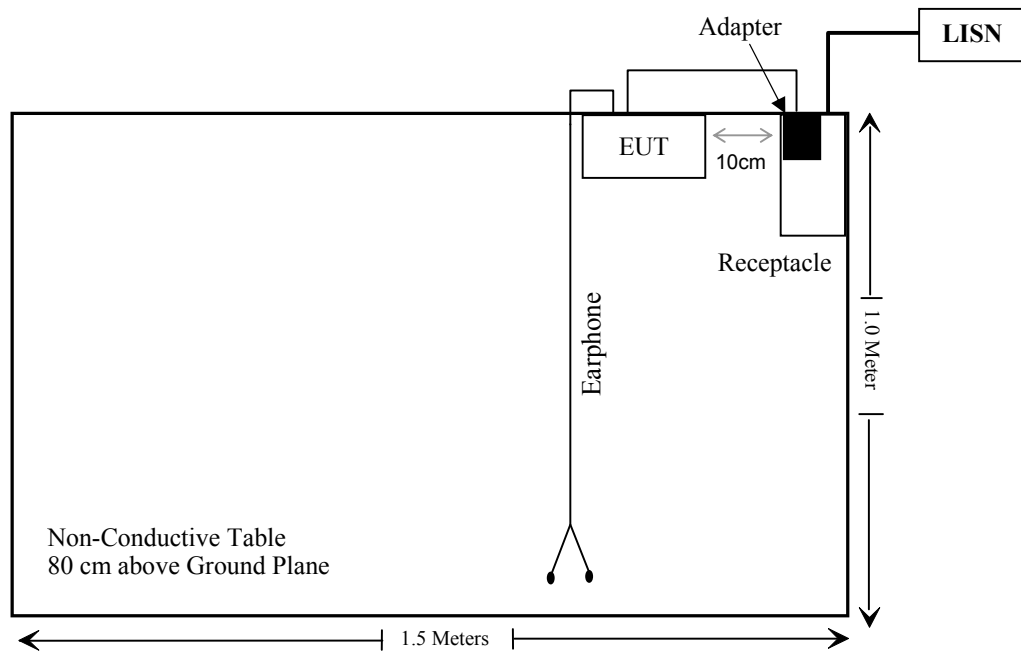 Adapter
LISN
EUT
10cm
Receptacle
Earphone
1.0 Meter
Non-Conductive Table
80 cm above Ground Plane
1.5 Meters